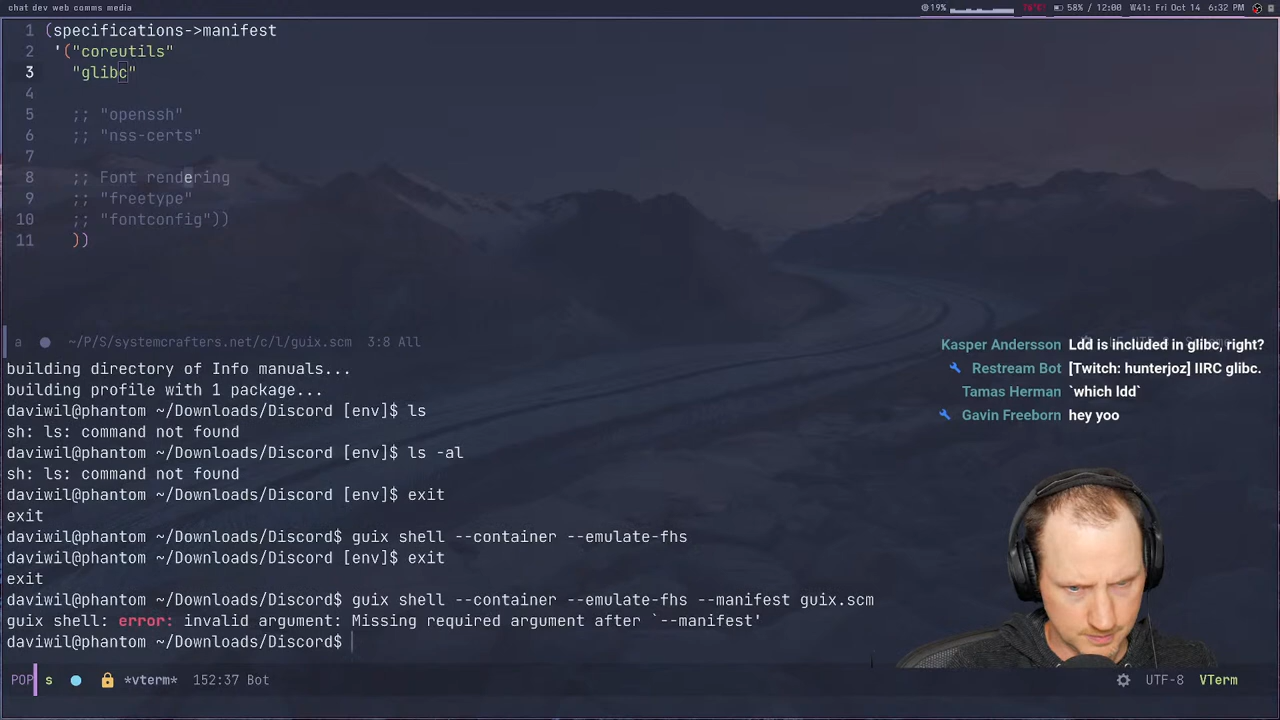 chat dev web comms media
19%
58% / 12:00
W41: Fri Oct 14
6:32 PM
1 (specifications->manifest
2 '("coreutils"
3 "glibc"
4
5 ;; "openssh"
6 ;; "nss-certs"
7
8 ;; Font rendering
9 ;; "freetype"
10 ;; "fontconfig"))
11 ))
a ~/P/S/systemcrafters.net/c/l/guix.scm 3:8 All
Kasper Andersson Ldd is included in glibc, right?
Restream Bot [Twitch: hunterjoz] IIRC glibc.
Tamas Herman `which ldd`
Gavin Freeborn hey yoo
building directory of Info manuals...
building profile with 1 package...
daviwil@phantom ~/Downloads/Discord [env]$ ls
sh: ls: command not found
daviwil@phantom ~/Downloads/Discord [env]$ ls -al
sh: ls: command not found
daviwil@phantom ~/Downloads/Discord [env]$ exit
exit
daviwil@phantom ~/Downloads/Discord$ guix shell --container --emulate-fhs
daviwil@phantom ~/Downloads/Discord [env]$ exit
exit
daviwil@phantom ~/Downloads/Discord$ guix shell --container --emulate-fhs --manifest guix.scm
guix shell: error: invalid argument: Missing required argument after `--manifest'
daviwil@phantom ~/Downloads/Discord$
POP s *vterm* 152:37 Bot
UTF-8 VTerm